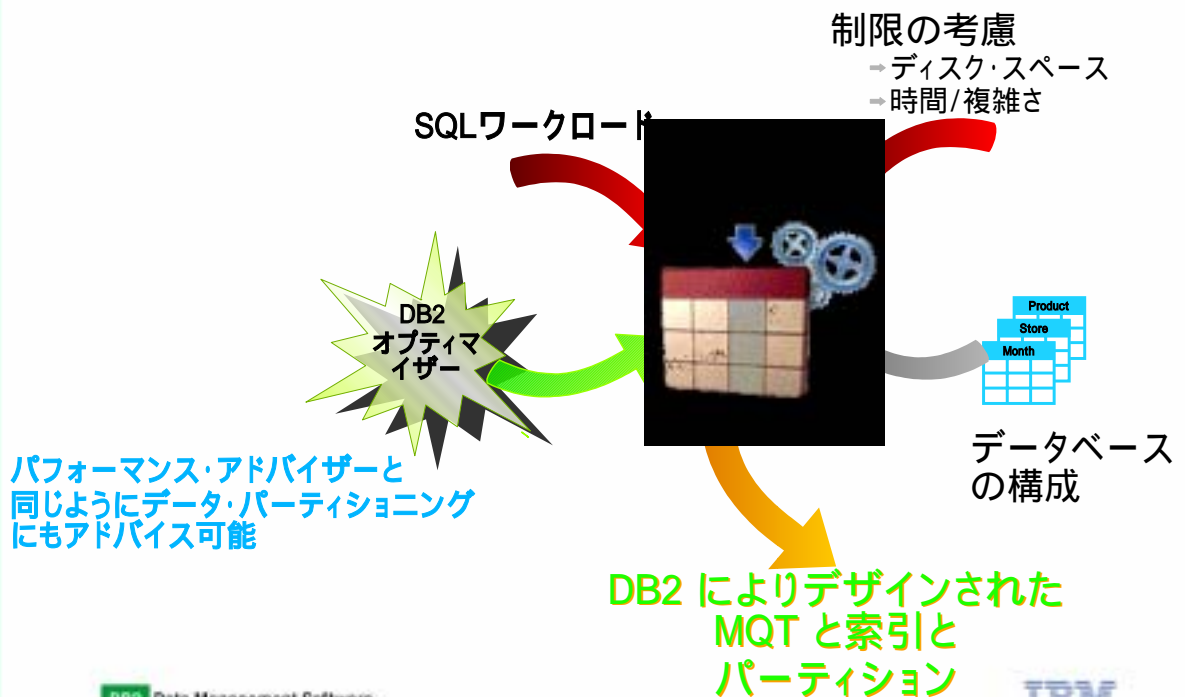 制限の考慮
⇒ディスク・スペース
⇒時間/複雑さ
SQLワークロード
DB2
オプティマ
イザー
Product
Store
Month
データベース
の構成
パフォーマンス・アドバイザーと
同じようにデータ・パーティショニング
にもアドバイス可能
DB2 によりデザインされた
MQT と索引と
パーティション
DB2 Data Management Software
IBM